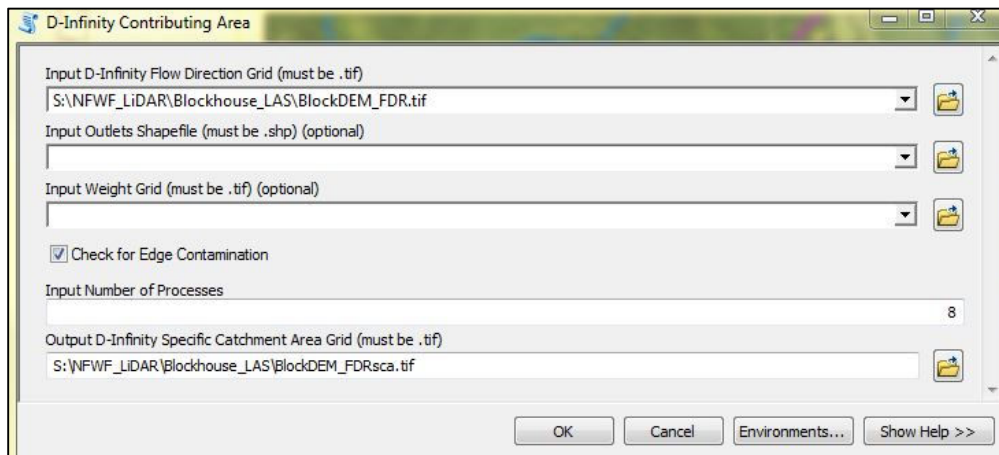 D-Infinity Contributing Area
Input D-Infinity Flow Direction Grid (must be .tif)
S:\NFWF_LiDAR\Blockhouse_LAS\BlockDEM_FDR.tif
Input Outlets Shapefile (must be .shp) (optional)
Input Weight Grid (must be .tif) (optional)
Check for Edge Contamination
Input Number of Processes
8
Output D-Infinity Specific Catchment Area Grid (must be .tif)
S:\NFWF_LiDAR\Blockhouse_LAS\BlockDEM_FDRsca.tif
OK Cancel Environments... Show Help >>